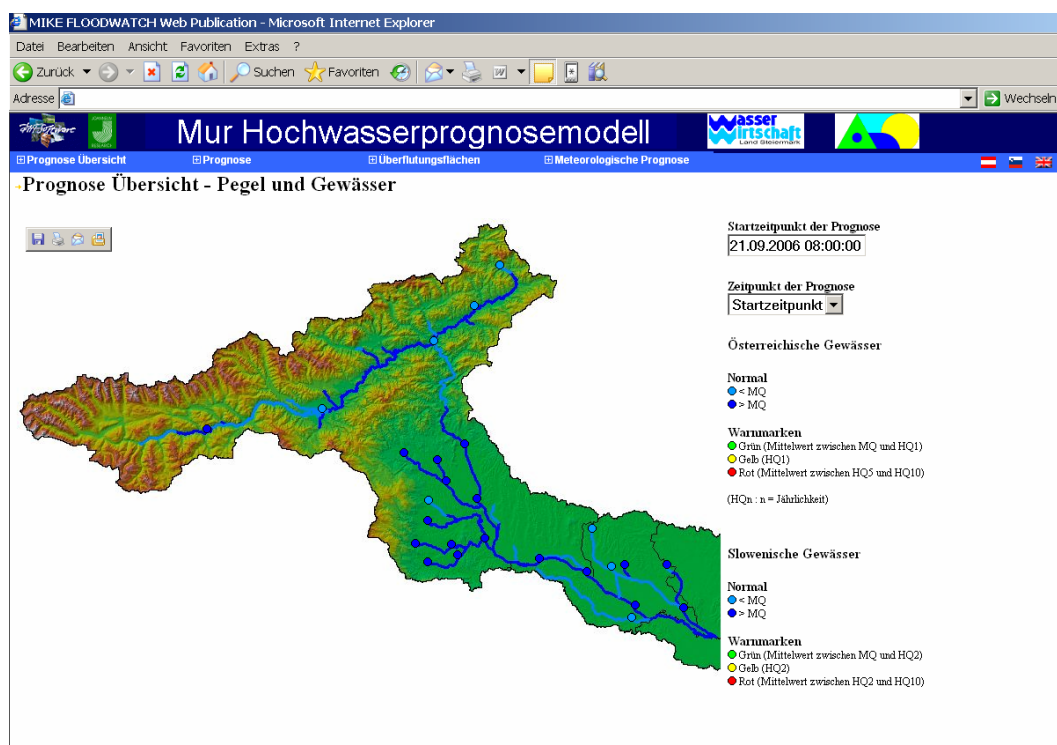 MIKE FLOODWATCH Web Publication - Microsoft Internet Explorer
Datei Bearbeiten Ansicht Favoriten Extras ?
Zurück Suchen Favoriten
Adresse Wechseln
Mur Hochwasserprognosemodell
Wasser
Wirtschaft
Land Steiermark
Prognose Übersicht Prognose Überflutungsflächen Meteorologische Prognose
Prognose Übersicht - Pegel und Gewässer
Startzeitpunkt der Prognose
21.09.2006 08:00:00
Zeitpunkt der Prognose
Startzeitpunkt
Österreichische Gewässer
Normal
< MQ
> MQ
Warnmarken
Grün (Mittelwert zwischen MQ und HQ1)
Gelb (HQ1)
Rot (Mittelwert zwischen HQ5 und HQ10)
(HQn : n = Jährlichkeit)
Slowenische Gewässer
Normal
< MQ
> MQ
Warnmarken
Grün (Mittelwert zwischen MQ und HQ2)
Gelb (HQ2)
Rot (Mittelwert zwischen HQ2 und HQ10)